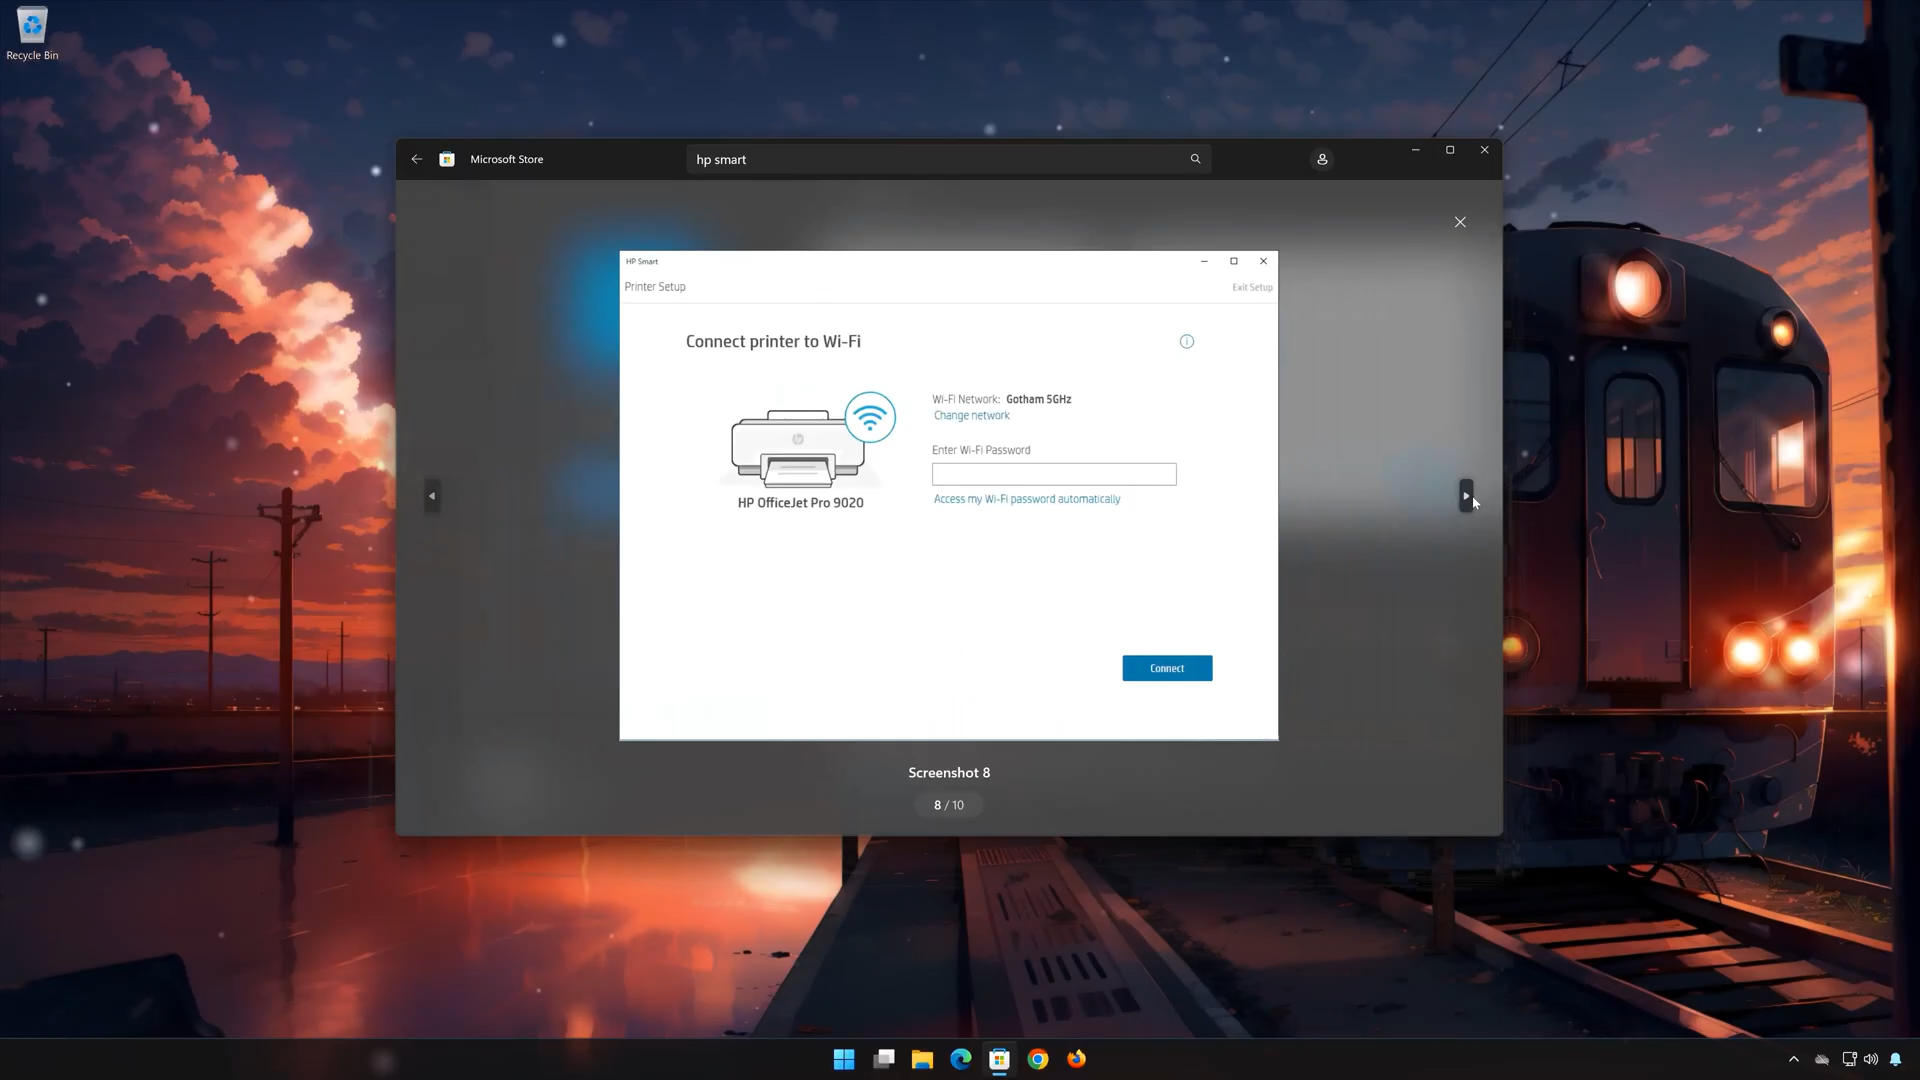 Recycle Bin
Microsoft Store
hp smart
HP Smart
Printer Setup
Exit Setup
Connect printer to Wi-Fi
Wi-Fi Network: Gotham 5GHz
Change network
Enter Wi-Fi Password
Access my Wi-Fi password automatically
hp
HP OfficeJet Pro 9020
Connect
Screenshot 8
8 / 10